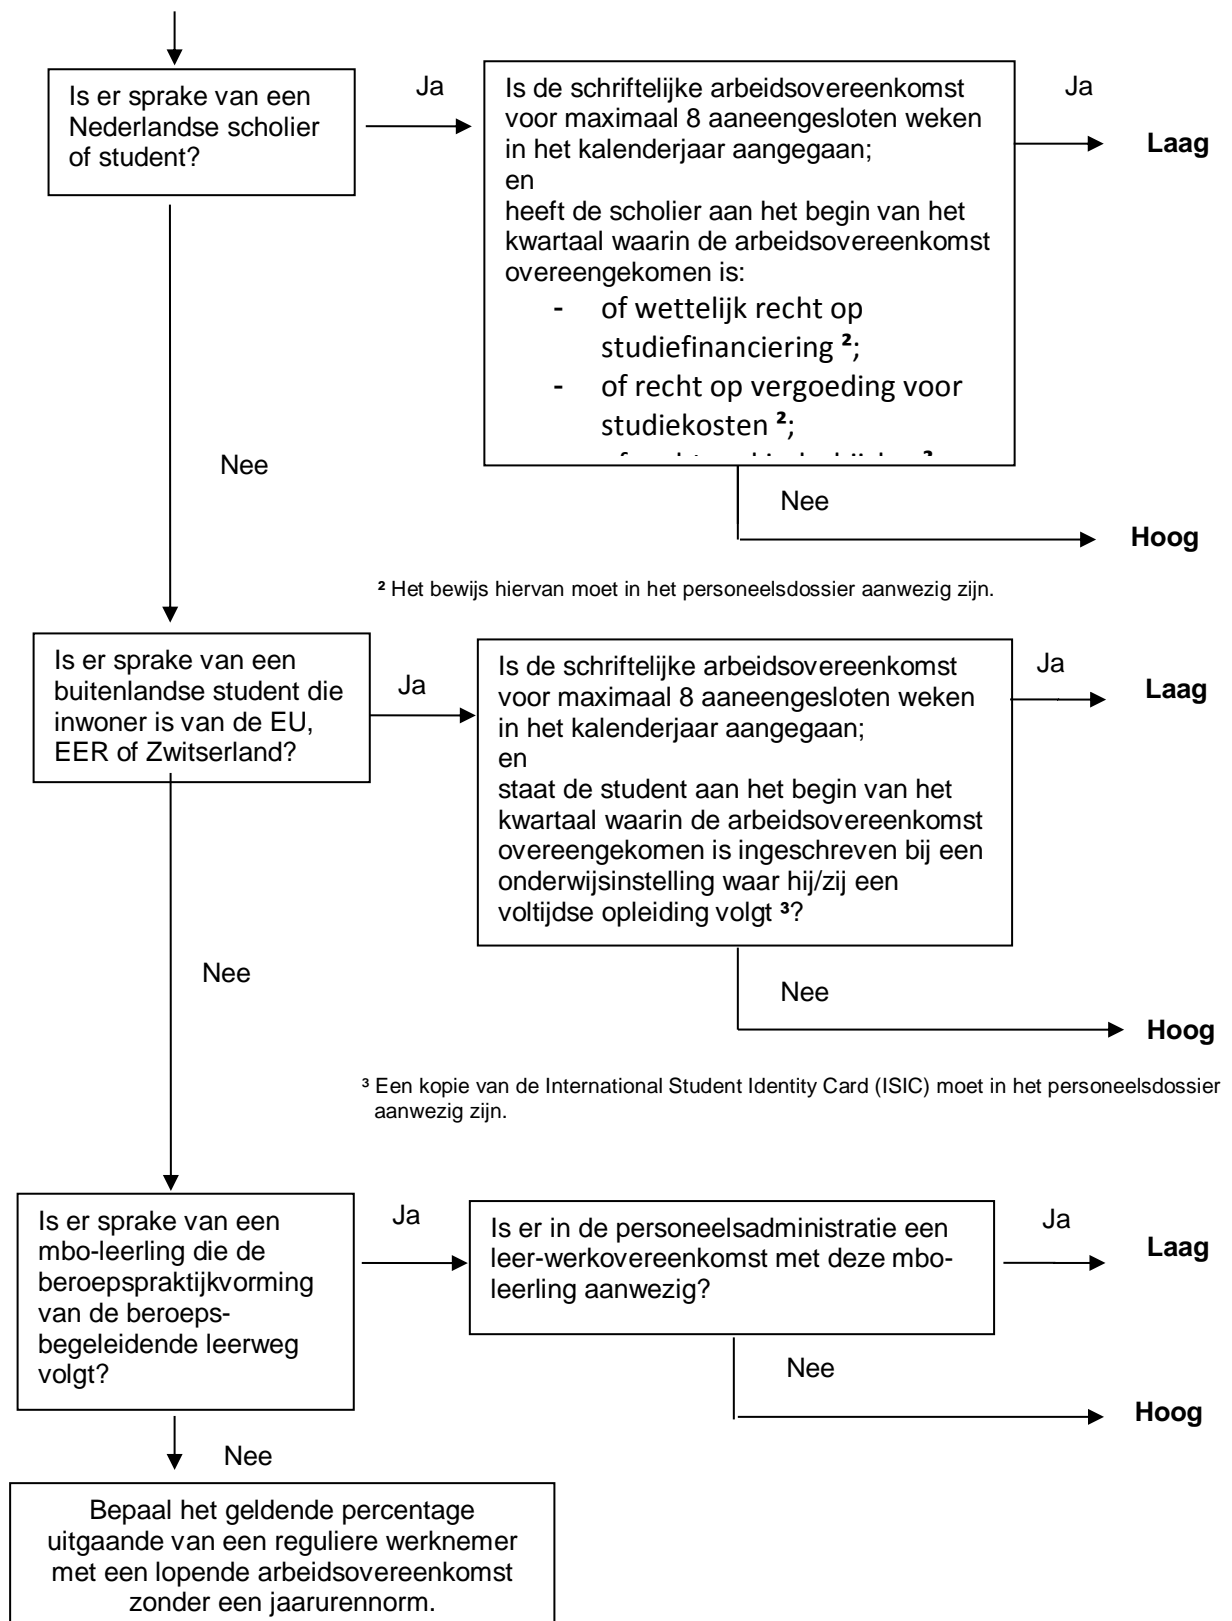 Is er sprake van een
Nederlandse scholier
of student?
Ja
Is de schriftelijke arbeidsovereenkomst
voor maximaal 8 aaneengesloten weken
in het kalenderjaar aangegaan;
en
heeft de scholier aan het begin van het
kwartaal waarin de arbeidsovereenkomst
overeengekomen is:
- of wettelijk recht op
studiefinanciering ²;
- of recht op vergoeding voor
studiekosten ²;
Ja
Laag
Nee
Nee
Hoog
² Het bewijs hiervan moet in het personeelsdossier aanwezig zijn.
Is er sprake van een
buitenlandse student die
inwoner is van de EU,
EER of Zwitserland?
Ja
Is de schriftelijke arbeidsovereenkomst
voor maximaal 8 aaneengesloten weken
in het kalenderjaar aangegaan;
en
staat de student aan het begin van het
kwartaal waarin de arbeidsovereenkomst
overeengekomen is ingeschreven bij een
onderwijsinstelling waar hij/zij een
voltijdse opleiding volgt ³?
Ja
Laag
Nee
Nee
Hoog
³ Een kopie van de International Student Identity Card (ISIC) moet in het personeelsdossier
aanwezig zijn.
Is er sprake van een
mbo-leerling die de
beroepspraktijkvorming
van de beroeps-
begeleidende leerweg
volgt?
Ja
Is er in de personeelsadministratie een
leer-werkovereenkomst met deze mbo-
leerling aanwezig?
Ja
Laag
Nee
Hoog
Nee
Bepaal het geldende percentage
uitgaande van een reguliere werknemer
met een lopende arbeidsovereenkomst
zonder een jaarurennorm.